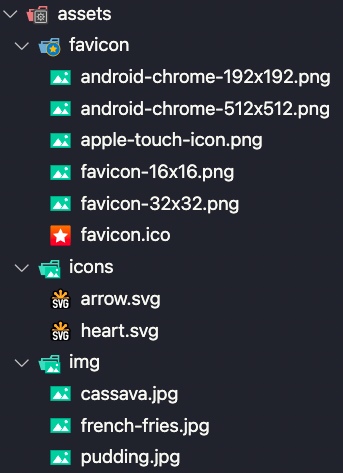 assets
favicon
android-chrome-192x192.png
android-chrome-512x512.png
apple-touch-icon.png
favicon-16x16.png
favicon-32x32.png
favicon.ico
icons
SVG arrow.svg
SVG heart.svg
img
cassava.jpg
french-fries.jpg
pudding.jpg